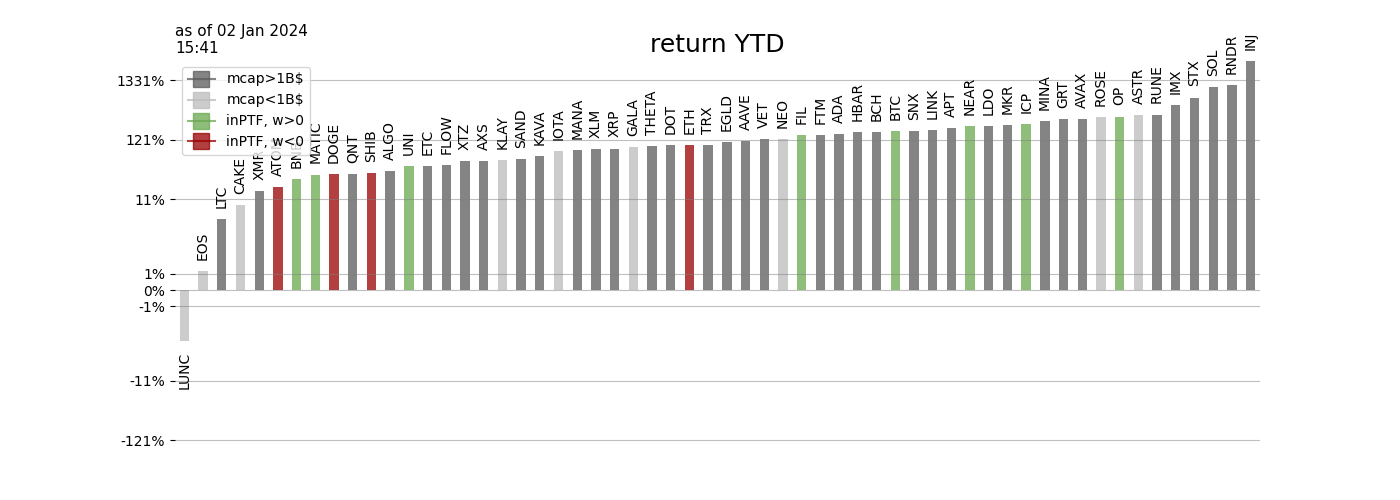 as of 02 Jan 2024
15:41
return YTD
mcap>1B$
mcap<1B$
inPTF, w>0
inPTF, w<0
1331%
121%
11%
1%
0%
-1%
-11%
-121%
LUNC
EOS
LTC
CAKE
XMR
MATIC
DOGE
QNT
SHIB
ALGO
UNI
ETC
FLOW
XTZ
AXS
KLAY
SAND
KAVA
IOTA
MANA
XLM
XRP
GALA
THETA
DOT
ETH
TRX
EGLD
AAVE
VET
NEO
FIL
FTM
ADA
HBAR
BCH
BTC
SNX
LINK
APT
NEAR
LDO
MKR
ICP
MINA
GRT
AVAX
ROSE
OP
ASTR
RUNE
IMX
STX
SOL
RNDR
INJ